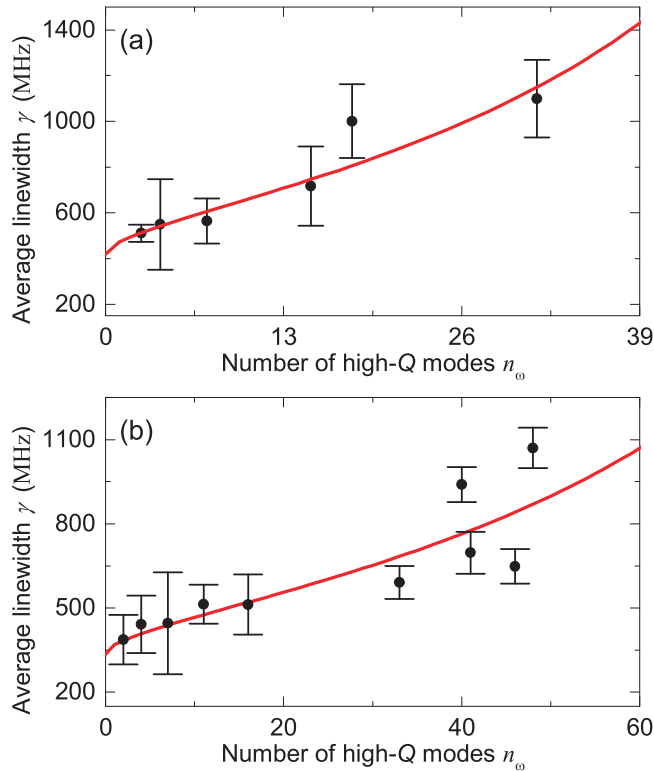 (a)
Average linewidth γ (MHz)
1400
1000
600
200
0 13 26 39
Number of high-Q modes nω
(b)
Average linewidth γ (MHz)
1100
800
500
200
0 20 40 60
Number of high-Q modes nω